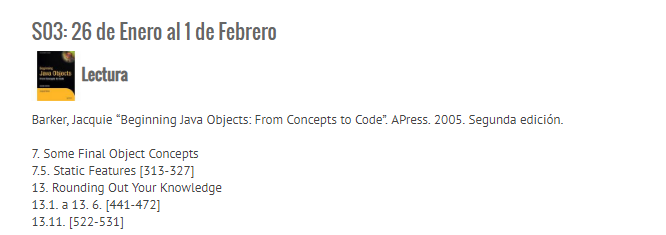 S03: 26 de Enero al 1 de Febrero
Java Objects
Lectura
Barker, Jacquie “Beginning Java Objects: From Concepts to Code”. APress. 2005. Segunda edición.
7. Some Final Object Concepts
7.5. Static Features [313-327]
13. Rounding Out Your Knowledge
13.1. a 13. 6. [441-472]
13.11. [522-531]